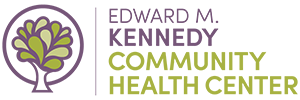 EDWARD M.
KENNEDY
COMMUNITY
HEALTH CENTER